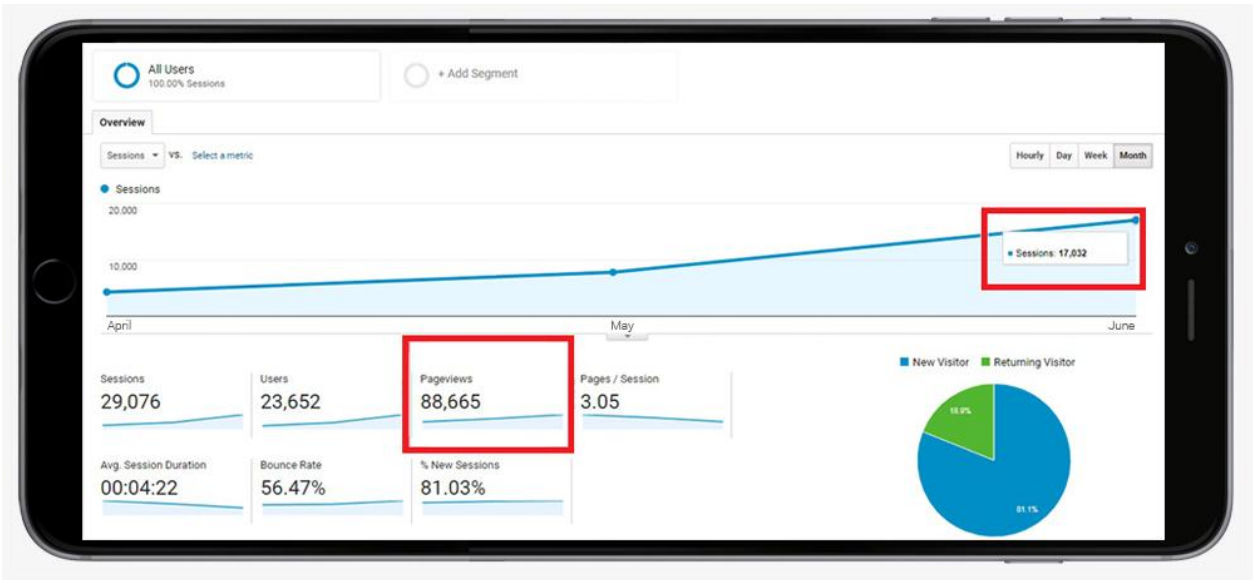 All Users
100.00% Sessions
+ Add Segment
Overview
Sessions VS. Select a metric
Hourly Day Week Month
Sessions
20.000
10.000
Sessions: 17,032
April May June
New Visitor Returning Visitor
Sessions Users Pageviews Pages / Session
29,076 23,652 88,665 3.05
18.9%
Avg. Session Duration Bounce Rate % New Sessions
00:04:22 56.47% 81.03%
81.1%